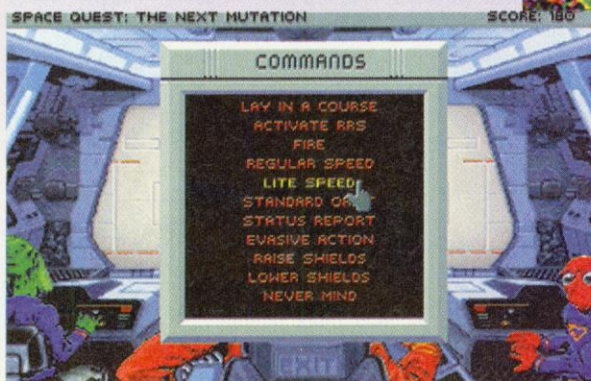 SPACE QUEST: THE NEXT MUTATION SCORE: 180
COMMANDS
LAY IN A COURSE
ACTIVATE RRS
FIRE
REGULAR SPEED
LITE SPEED
STANDARD
STATUS REPORT
EVASIVE ACTION
RAISE SHIELDS
LOWER SHIELDS
NEVER MIND
EXIT